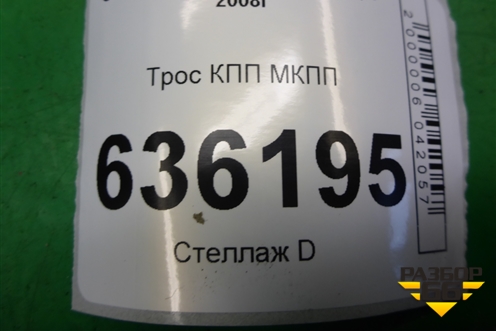 2008г
Трос КПП МКПП
636195
Стеллаж D
2000006042057
РАЗБОР